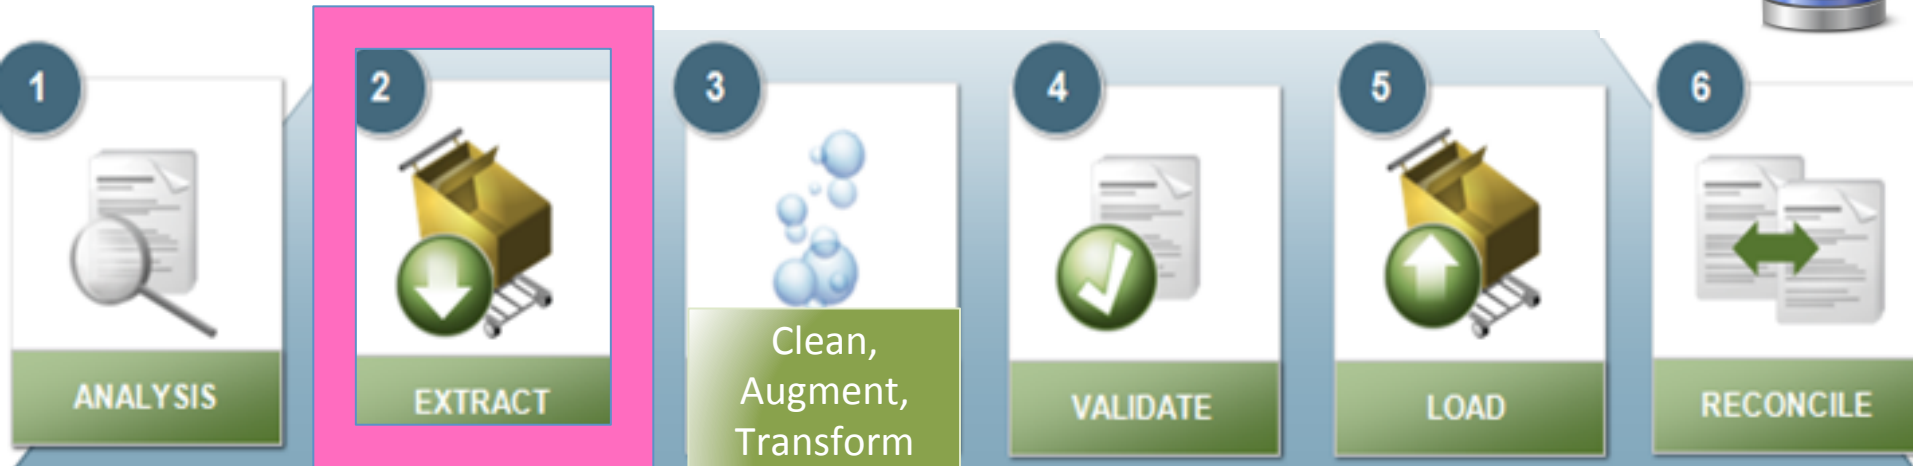 1
ANALYSIS
2
EXTRACT
3
Clean,
Augment,
Transform
4
VALIDATE
5
LOAD
6
RECONCILE